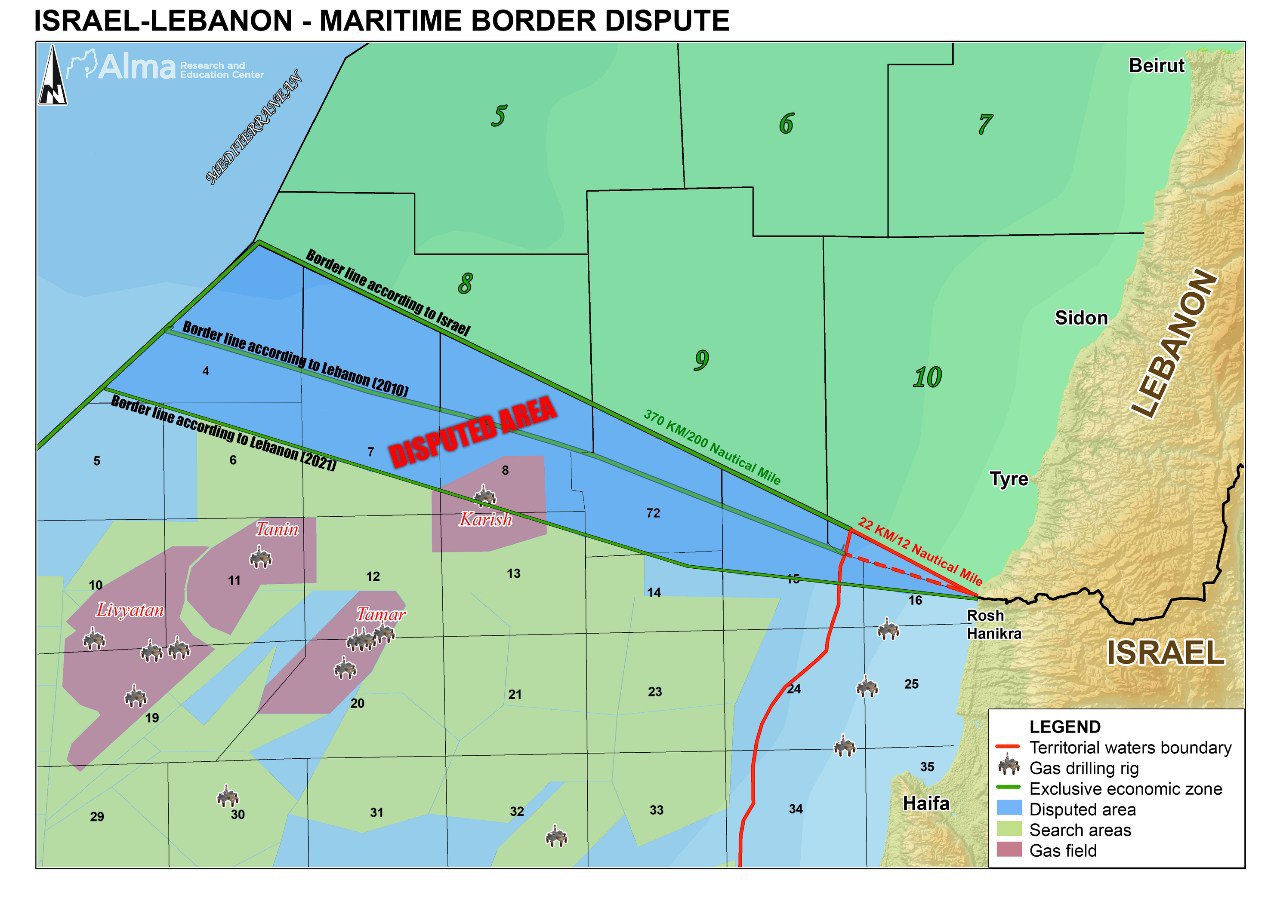 ISRAEL-LEBANON - MARITIME BORDER DISPUTE
N
Alma Research and
Education Center
MEDITERRANEAN
Beirut
5
6
7
8
9
10
Sidon
LEBANON
Tyre
Border line according to Israel
Border line according to Lebanon (2010)
Border line according to Lebanon (2021)
DISPUTED AREA
370 KM/200 Nautical Mile
22 KM/12 Nautical Mile
4
5
6
7
8
72
Karish
Tanin
10
11
12
13
14
15
16
Rosh
Hanikra
ISRAEL
Livyatan
Tamar
19
20
21
23
24
25
29
30
31
32
33
34
35
Haifa
LEGEND
Territorial waters boundary
Gas drilling rig
Exclusive economic zone
Disputed area
Search areas
Gas field